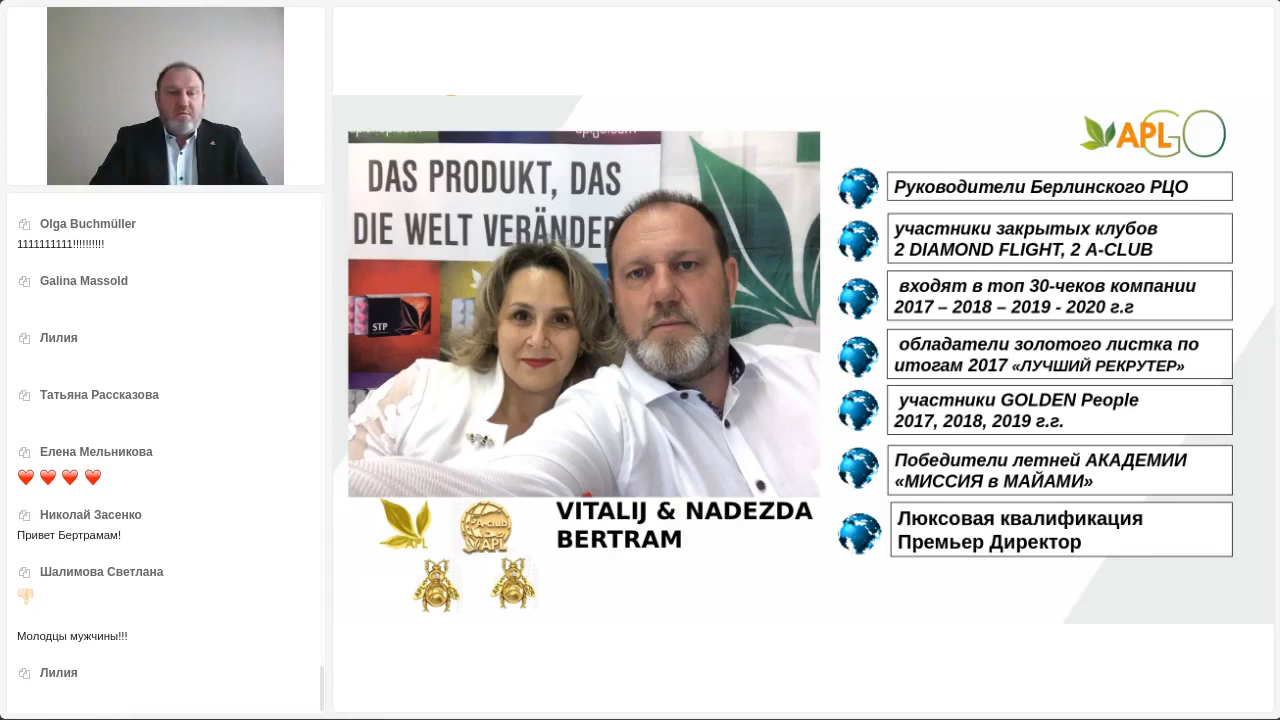 Olga Buchmüller
1111111111!!!!!!!!!!
Galina Massold
Лилия
Татьяна Рассказова
Елена Мельникова
Николай Засенко
Привет Бертрамам!
Шалимова Светлана
Молодцы мужчины!!!
Лилия
DAS PRODUKT, DAS
DIE WELT VERÄNDER
STP
VITALIJ & NADEZDA
BERTRAM
A-club
APL
APL
APLGO
Руководители Берлинского РЦО
участники закрытых клубов
2 DIAMOND FLIGHT, 2 A-CLUB
входят в топ 30-чеков компании
2017 – 2018 – 2019 - 2020 г.г
обладатели золотого листка по
итогам 2017 «ЛУЧШИЙ РЕКРУТЕР»
участники GOLDEN People
2017, 2018, 2019 г.г.
Победители летней АКАДЕМИИ
«МИССИЯ в МАЙАМИ»
Люксовая квалификация
Премьер Директор